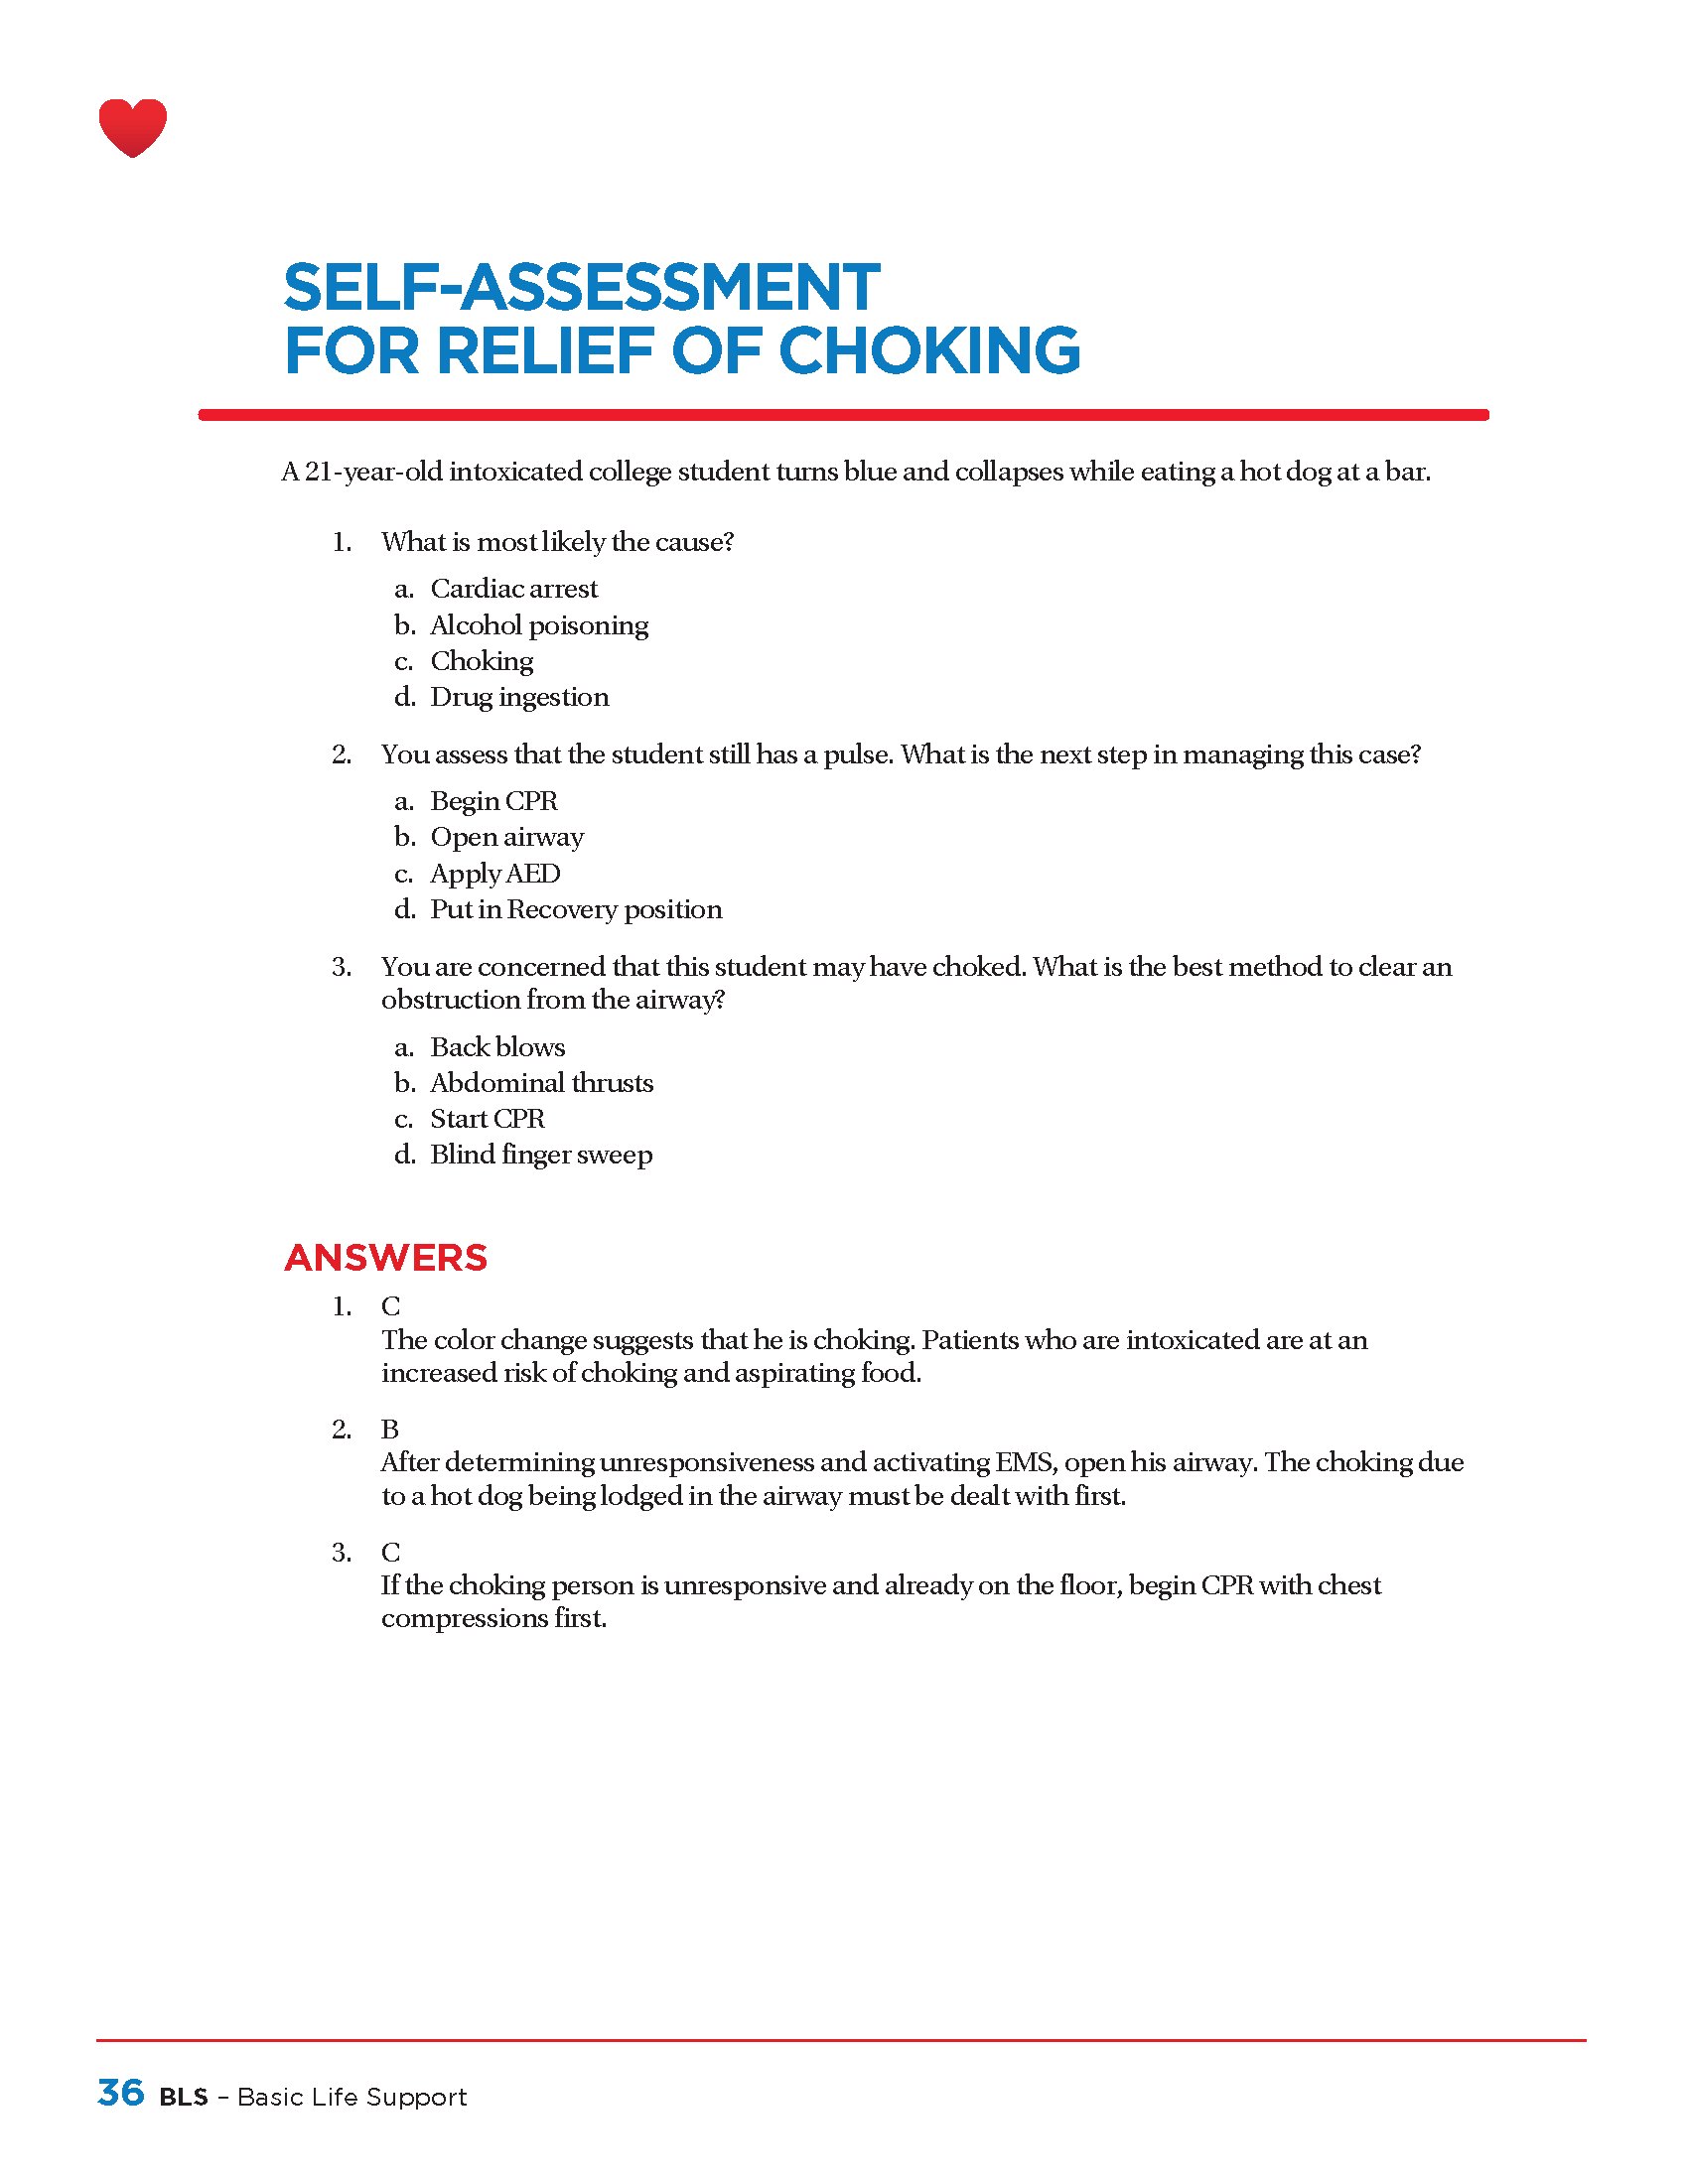 SELF-ASSESSMENT
FOR RELIEF OF CHOKING
A 21-year-old intoxicated college student turns blue and collapses while eating a hot dog at a bar.
1. What is most likely the cause?
a. Cardiac arrest
b. Alcohol poisoning
c. Choking
d. Drug ingestion
2. You assess that the student still has a pulse. What is the next step in managing this case?
a. Begin CPR
b. Open airway
c. Apply AED
d. Put in Recovery position
3. You are concerned that this student may have choked. What is the best method to clear an
obstruction from the airway?
a. Back blows
b. Abdominal thrusts
c. Start CPR
d. Blind finger sweep
ANSWERS
1. C
The color change suggests that he is choking. Patients who are intoxicated are at an
increased risk of choking and aspirating food.
2. B
After determining unresponsiveness and activating EMS, open his airway. The choking due
to a hot dog being lodged in the airway must be dealt with first.
3. C
If the choking person is unresponsive and already on the floor, begin CPR with chest
compressions first.
36 BLS – Basic Life Support